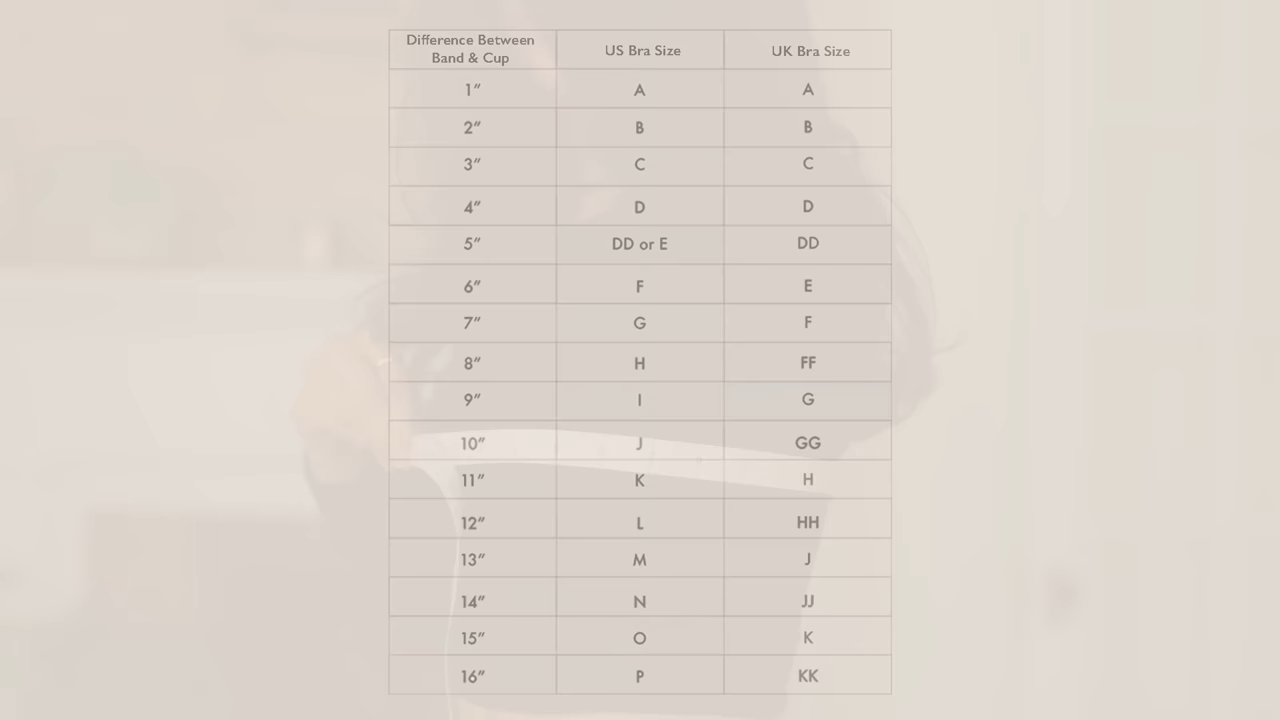 Difference Between
Band & Cup US Bra Size UK Bra Size
1″ A A
2″ B B
3″ C C
4″ D D
5″ DD or E DD
6″ F E
7″ G F
8″ H FF
9″ I G
10″ J GG
11″ K H
12″ L HH
13″ M J
14″ N JJ
15″ O K
16″ P KK